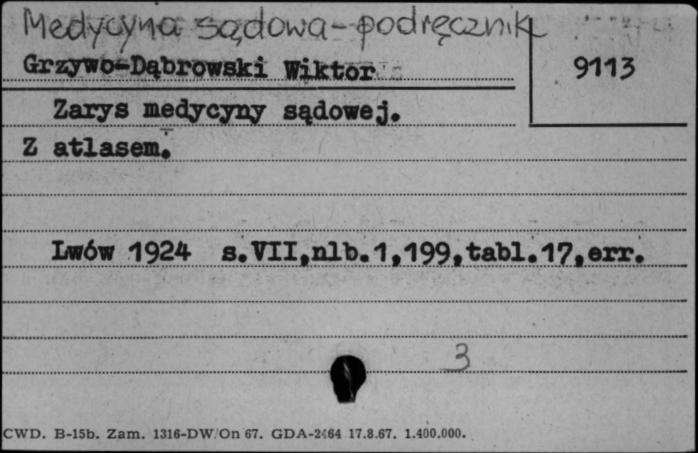 Medycyna sądowa - podręcznik
Grzywo-Dąbrowski Wiktor
9113
Zarys medycyny sądowej.
Z atlasem.
Lwów 1924 s.VII,nlb.1,199,tabl.17,err.
3
CWD. B-15b. Zam. 1316-DW/On 67. GDA-2464 17.8.67. 1.400.000.